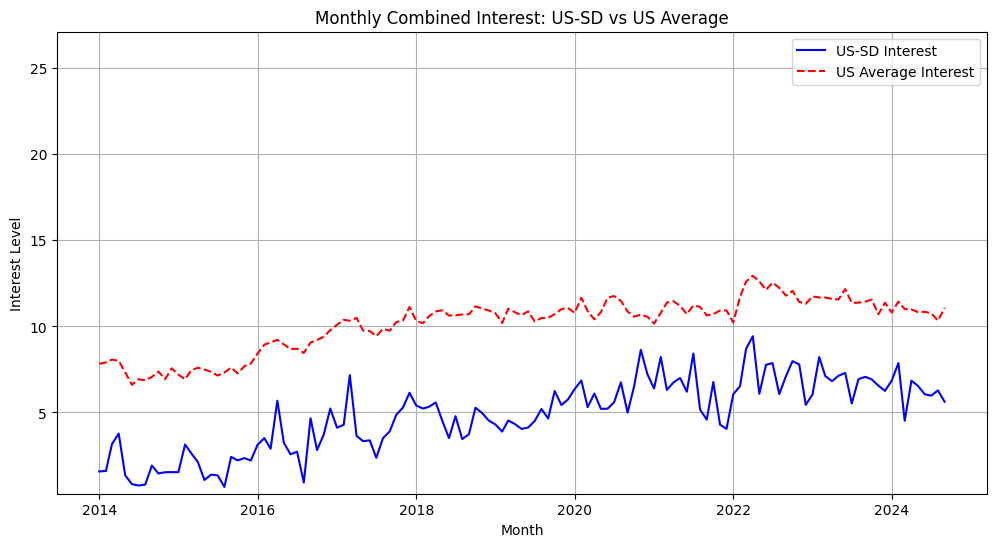 Monthly Combined Interest: US-SD vs US Average
US-SD Interest
US Average Interest
25
20
15
10
5
Interest Level
2014
2016
2018
2020
2022
2024
Month